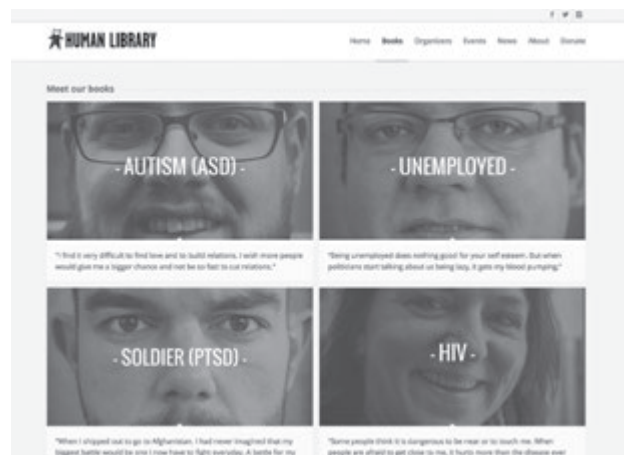 HUMAN LIBRARY
Home Books Organizers Events News About Donate
Meet our books
- AUTISM (ASD) -
- UNEMPLOYED -
"I find it very difficult to find love and to build relations. I wish more people
would give me a bigger chance and not be so fast to cut relations."
"Being unemployed does nothing good for your self esteem. But when
politicians start talking about us being lazy, it gets my blood pumping."
- SOLDIER (PTSD) -
- HIV -
"When I shipped out to go to Afghanistan. I had never imagined that my
biggest battle would be one I now have to fight everyday. A battle for my
"Some people think it is dangerous to be near or to touch me. When
people are afraid to get close to me, it hurts more than the disease ever